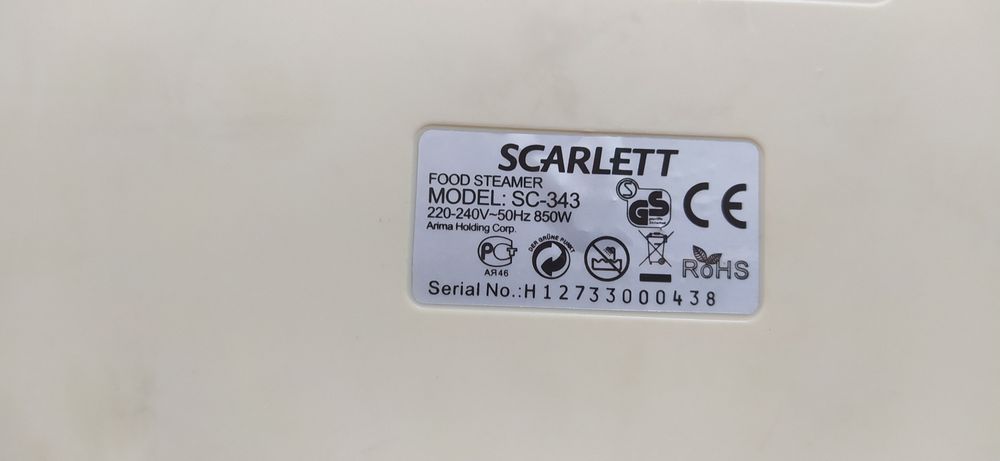 SCARLETT
FOOD STEAMER
MODEL: SC-343
220-240V~50Hz 850W
Arima Holding Corp.
S
GS
CE
РСТ
АЯ46
DER GRÜNE PUNKT
RoHS
Serial No.:H12733000438